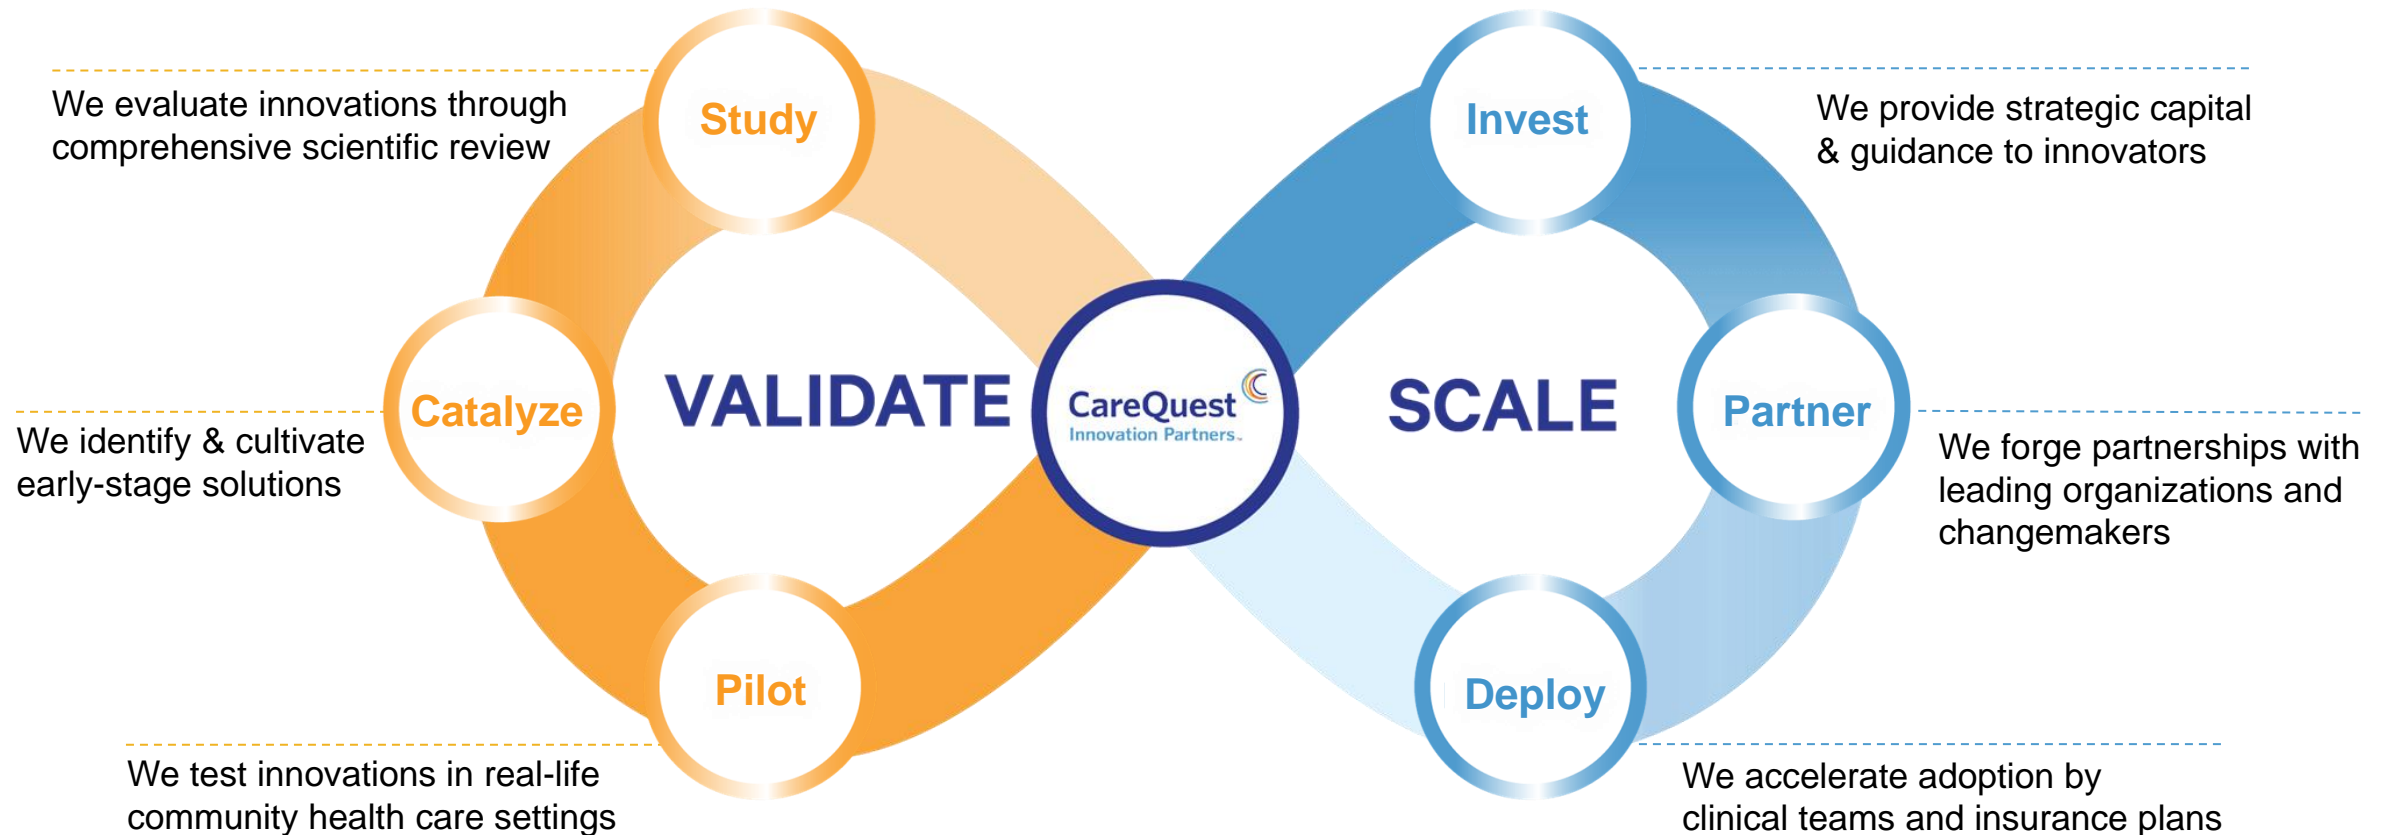 Study
We evaluate innovations through
comprehensive scientific review
Catalyze
We identify & cultivate
early-stage solutions
Pilot
We test innovations in real-life
community health care settings
VALIDATE
CareQuest
Innovation Partners™
SCALE
Invest
We provide strategic capital
& guidance to innovators
Partner
We forge partnerships with
leading organizations and
changemakers
Deploy
We accelerate adoption by
clinical teams and insurance plans